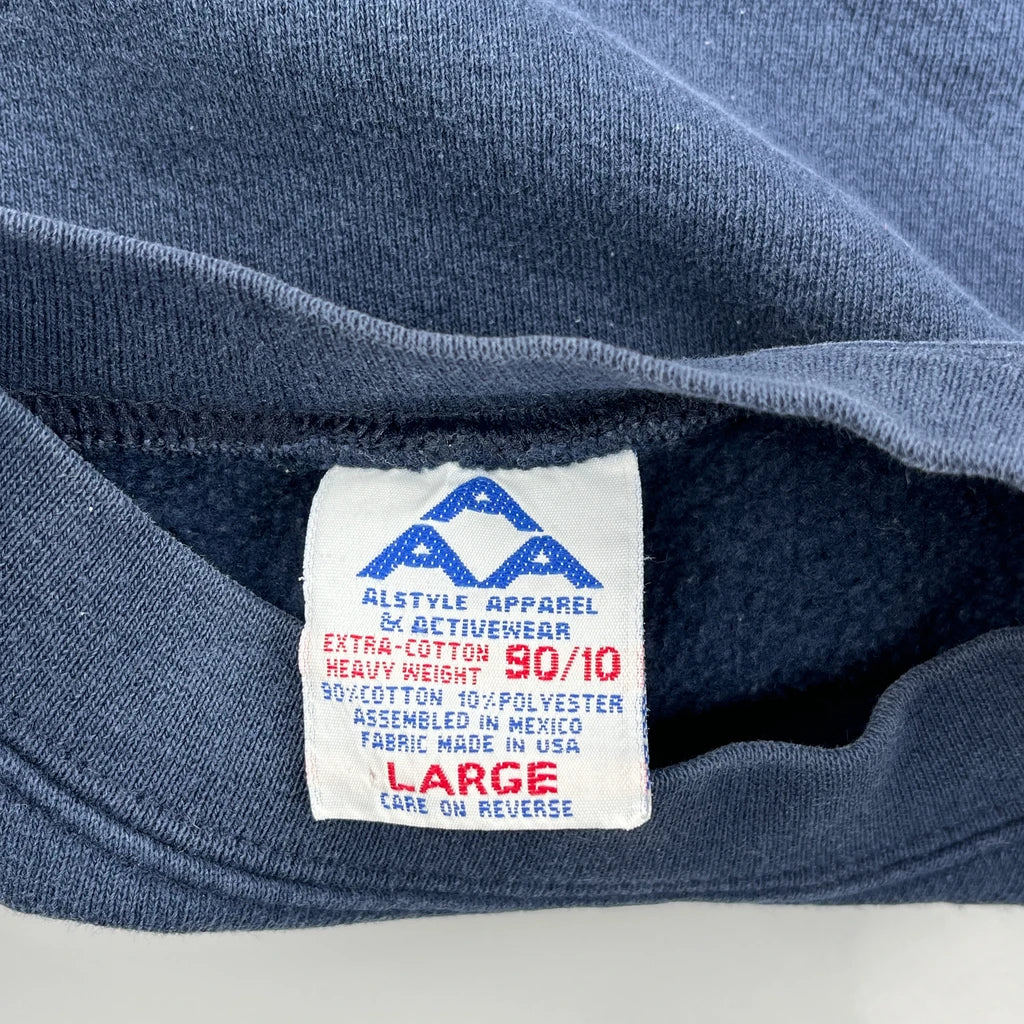 A
A A
ALSTYLE APPAREL
& ACTIVEWEAR
EXTRA-COTTON
HEAVY WEIGHT 90/10
90%COTTON 10%POLYESTER
ASSEMBLED IN MEXICO
FABRIC MADE IN USA
LARGE
CARE ON REVERSE